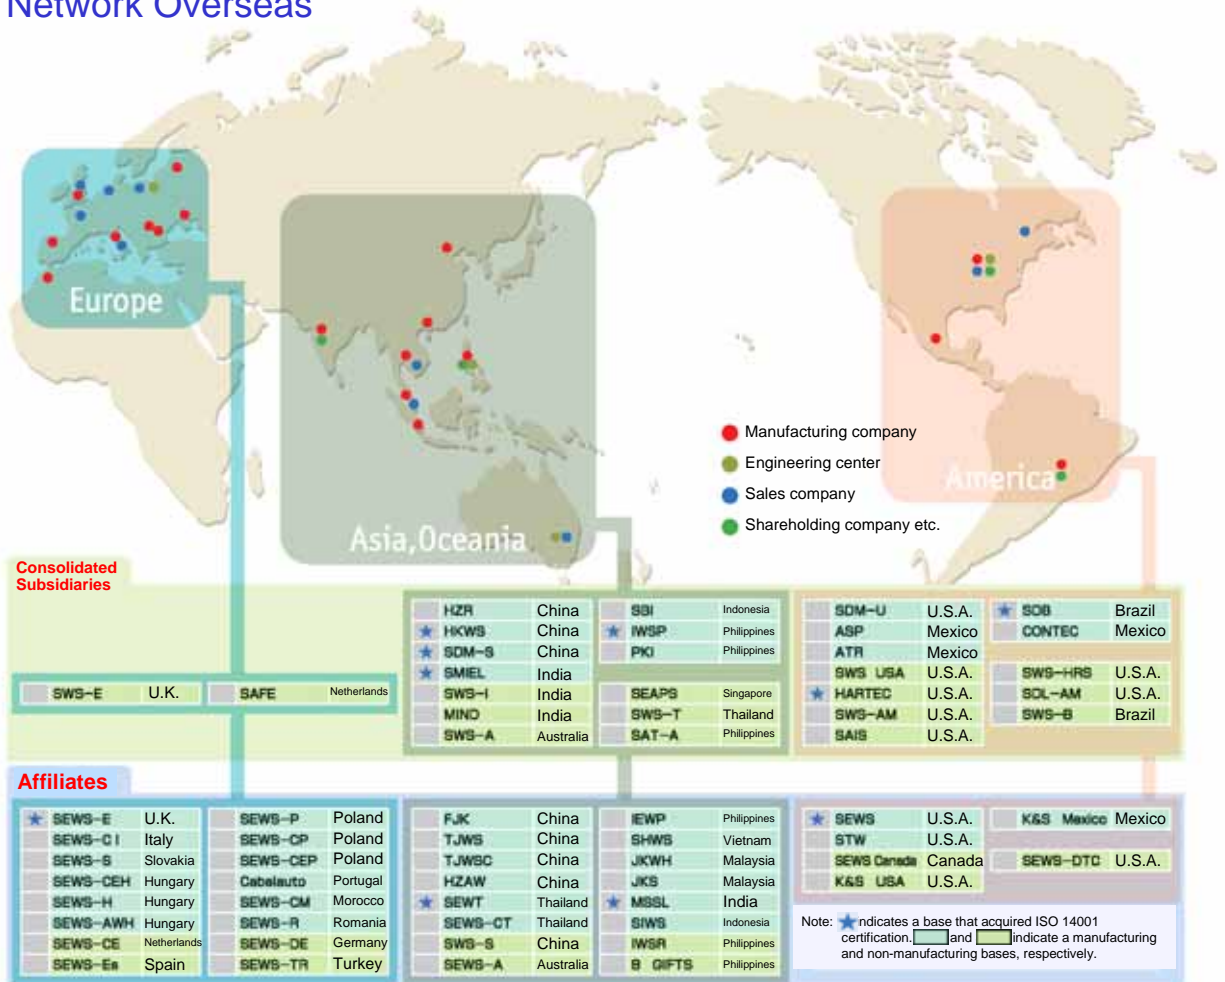 Network Overseas
Europe
Asia,Oceania
America
Manufacturing company
Engineering center
Sales company
Shareholding company etc.
Consolidated
Subsidiaries
SWS-E U.K. SAFE Netherlands
HZR China SBI Indonesia
HKWS China IWSP Philippines
SDM-S China PKI Philippines
SMIEL India
SWS-I India SEAPS Singapore
MIND India SWS-T Thailand
SWS-A Australia SAT-A Philippines
SDM-U U.S.A. SDB Brazil
ASP Mexico CONTEC Mexico
ATR Mexico
SWS USA U.S.A. SWS-HRS U.S.A.
HARTEC U.S.A. SOL-AM U.S.A.
SWS-AM U.S.A. SWS-B Brazil
SAIS U.S.A.
Affiliates
SEWS-E U.K. SEWS-P Poland
SEWS-CI Italy SEWS-CP Poland
SEWS-S Slovakia SEWS-CEP Poland
SEWS-CEH Hungary Cabelauto Portugal
SEWS-H Hungary SEWS-CM Morocco
SEWS-AWH Hungary SEWS-R Romania
SEWS-CE Netherlands SEWS-DE Germany
SEWS-Es Spain SEWS-TR Turkey
FJK China IEWP Philippines
TJWS China SHWS Vietnam
TJWSC China JKWH Malaysia
HZAW China JKS Malaysia
SEWT Thailand MSSL India
SEWS-CT Thailand SIWS Indonesia
SWS-S China IWSR Philippines
SEWS-A Australia B GIFTS Philippines
SEWS U.S.A. K&S Mexico Mexico
STW U.S.A.
SEWS Canada Canada SEWS-DTC U.S.A.
K&S USA U.S.A.
Note: ★ndicates a base that acquired ISO 14001
certification. and indicate a manufacturing
and non-manufacturing bases, respectively.